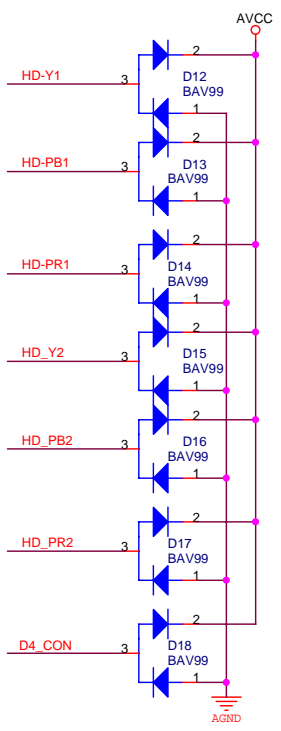 AVCC
2
HD-Y1
3
D12
BAV99
1
2
HD-PB1
3
D13
BAV99
1
2
HD-PR1
3
D14
BAV99
1
2
HD_Y2
3
D15
BAV99
1
2
HD_PB2
3
D16
BAV99
1
2
HD_PR2
3
D17
BAV99
1
2
D4_CON
3
D18
BAV99
1
AGND